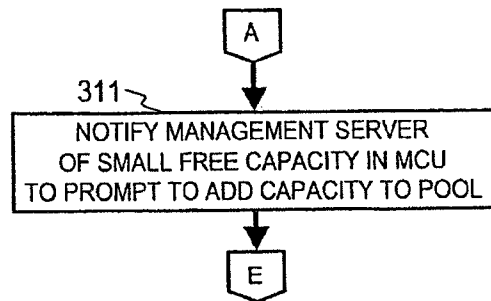 A
311
NOTIFY MANAGEMENT SERVER
OF SMALL FREE CAPACITY IN MCU
TO PROMPT TO ADD CAPACITY TO POOL
E